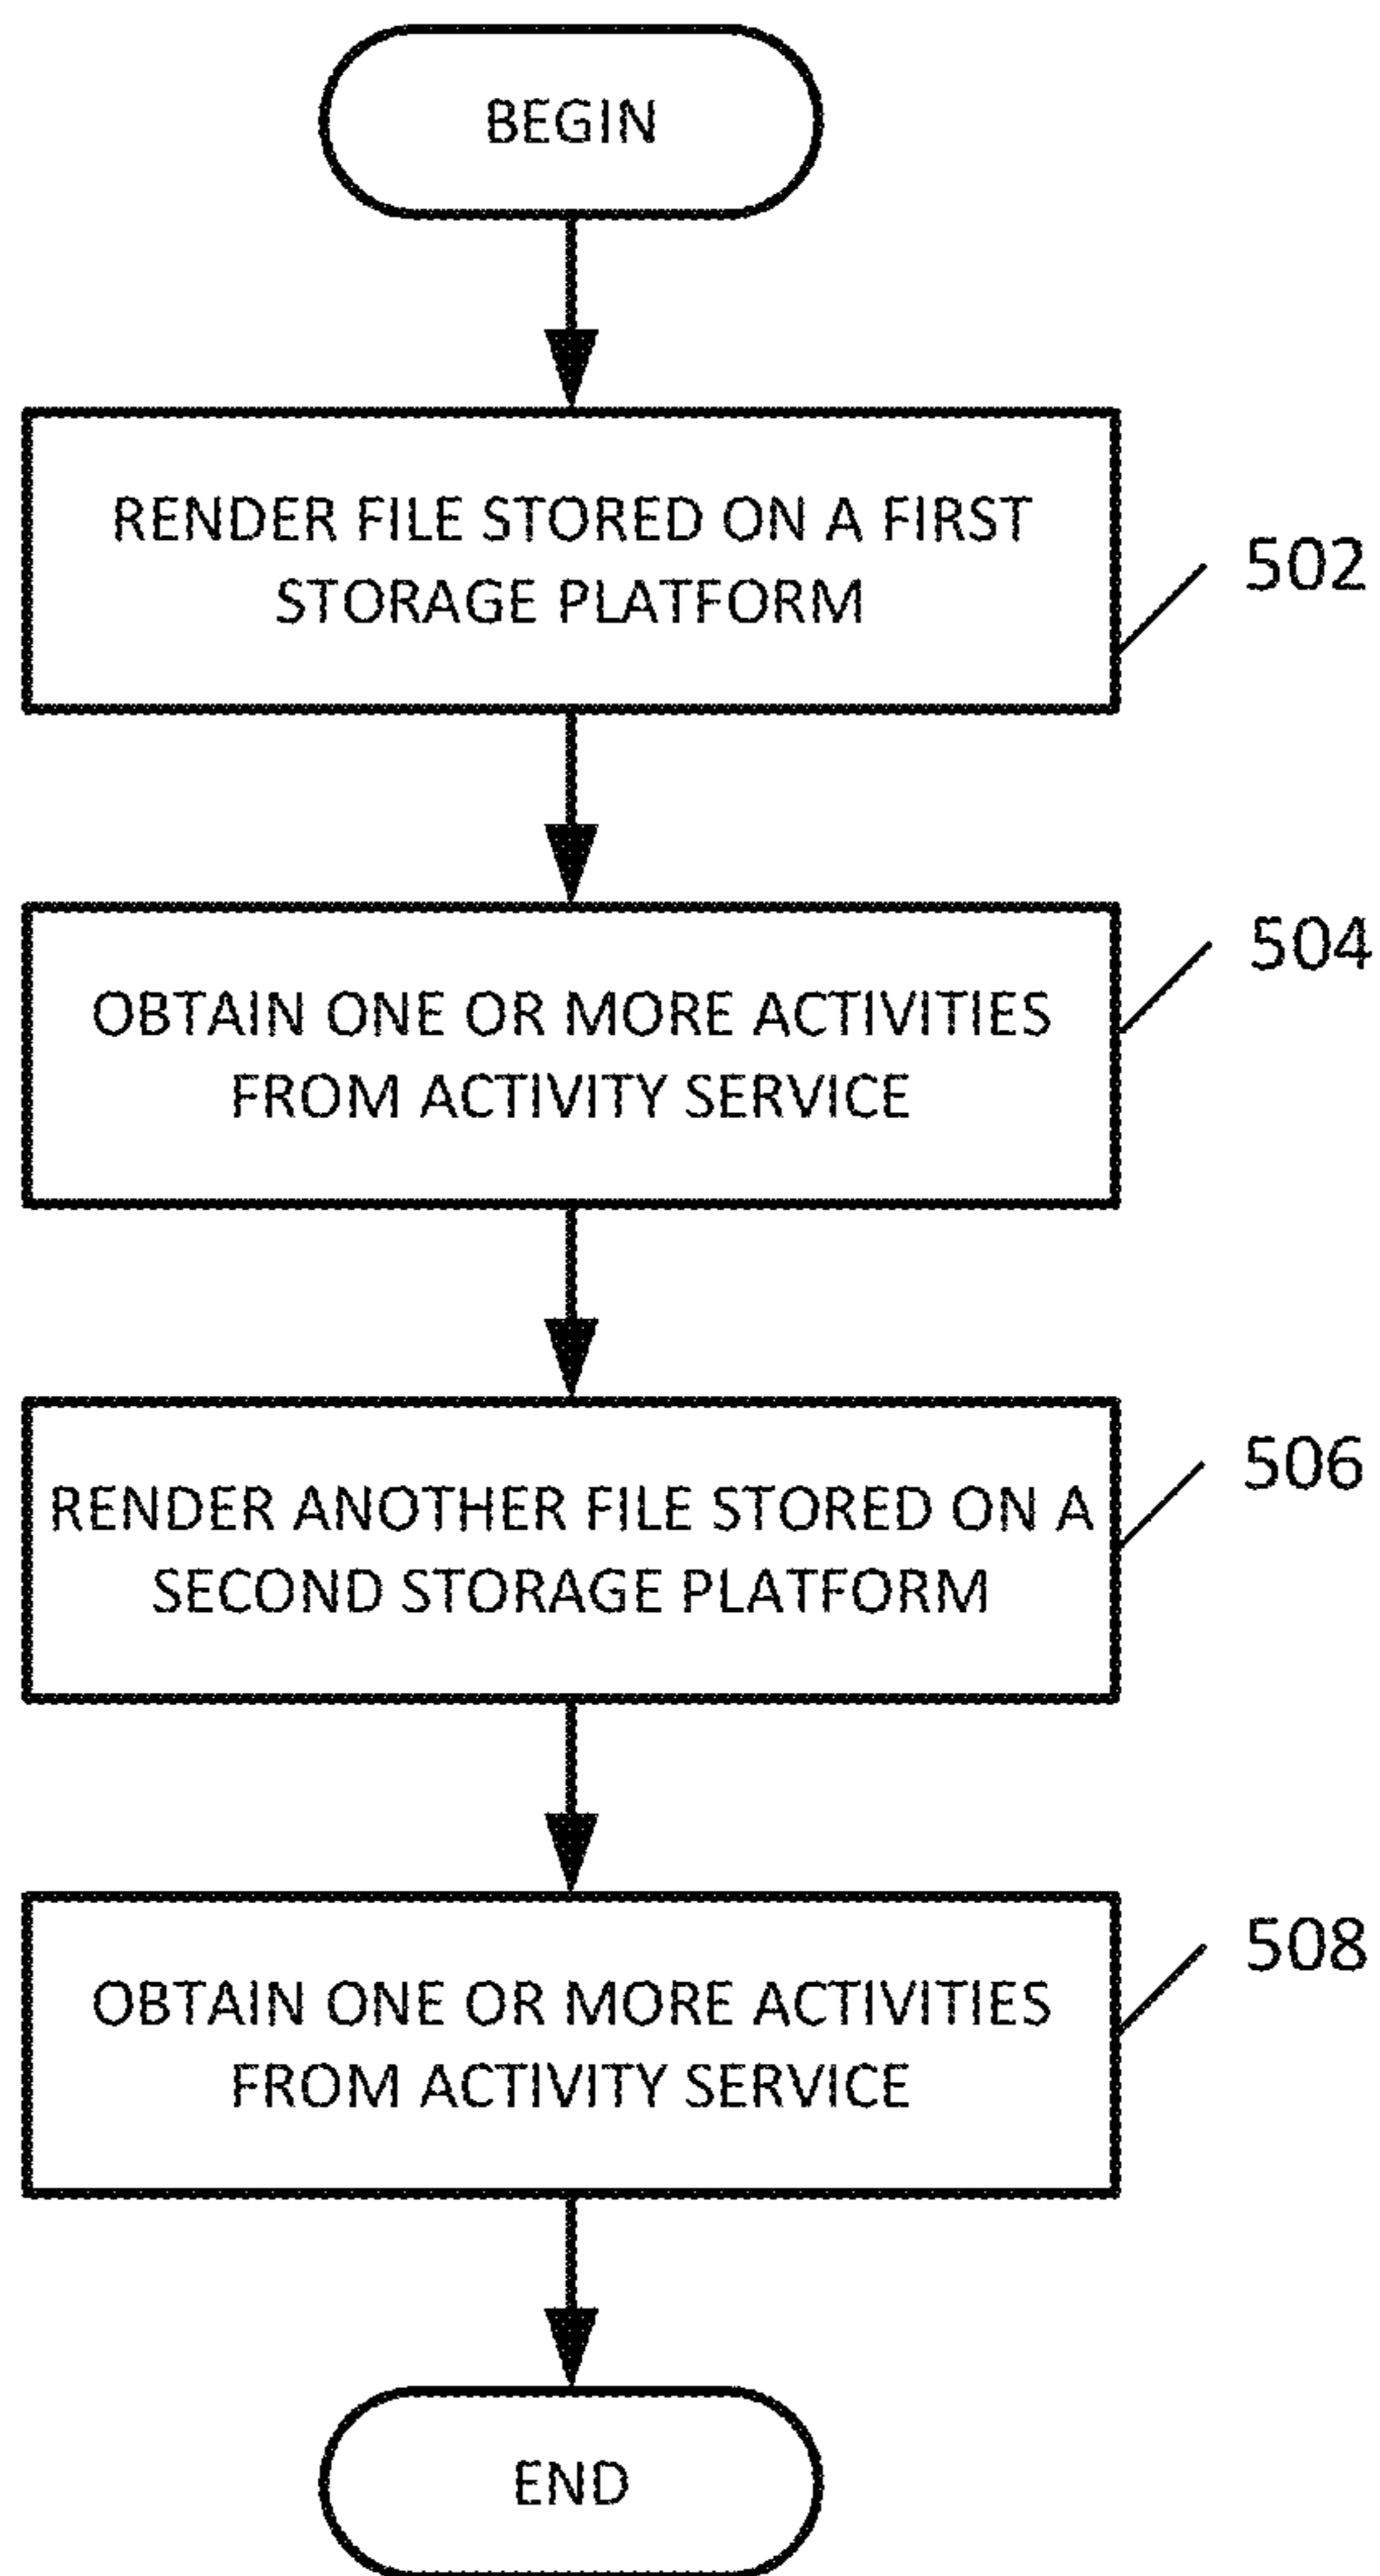 BEGIN
RENDER FILE STORED ON A FIRST
STORAGE PLATFORM
502
OBTAIN ONE OR MORE ACTIVITIES
FROM ACTIVITY SERVICE
504
RENDER ANOTHER FILE STORED ON A
SECOND STORAGE PLATFORM
506
OBTAIN ONE OR MORE ACTIVITIES
FROM ACTIVITY SERVICE
508
END